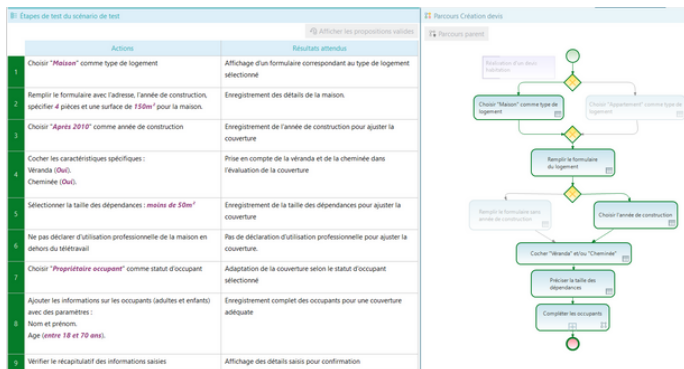 Étapes de test du scénario de test
Afficher les propositions valides
Actions
Résultats attendus
1
Choisir "Maison" comme type de logement
Affichage d'un formulaire correspondant au type de logement
sélectionné
2
Remplir le formulaire avec l'adresse, l'année de construction,
spécifier 4 pièces et une surface de 150m² pour la maison.
Enregistrement des détails de la maison.
3
Choisir "Après 2010" comme année de construction
Enregistrement de l'année de construction pour ajuster la
couverture
4
Cocher les caractéristiques spécifiques :
Véranda (Oui).
Cheminée (Oui).
Prise en compte de la véranda et de la cheminée dans
l'évaluation de la couverture
5
Sélectionner la taille des dépendances : moins de 50m²
Enregistrement de la taille des dépendances pour ajuster la
couverture
6
Ne pas déclarer d'utilisation professionnelle de la maison en
dehors du télétravail
Pas de déclaration d'utilisation professionnelle pour ajuster la
couverture.
7
Choisir "Propriétaire occupant" comme statut d'occupant
Adaptation de la couverture selon le statut d'occupant
sélectionné
8
Ajouter les informations sur les occupants (adultes et enfants)
avec des paramètres :
Nom et prénom.
Age (entre 18 et 70 ans).
Enregistrement complet des occupants pour une couverture
adéquate
9
Vérifier le récapitulatif des informations saisies
Affichage des détails saisis pour confirmation
Parcours Création devis
Parcours parent
habitation
Choisir "Maison" comme type de
logement
Choisir "Appartement" comme type de
logement
Remplir le formulaire
du logement
Remplir le formulaire sans
année de construction
Choisir l'année de construction
Cocher "Véranda" et/ou "Cheminée"
Préciser la taille des
dépendances
Compléter les occupants